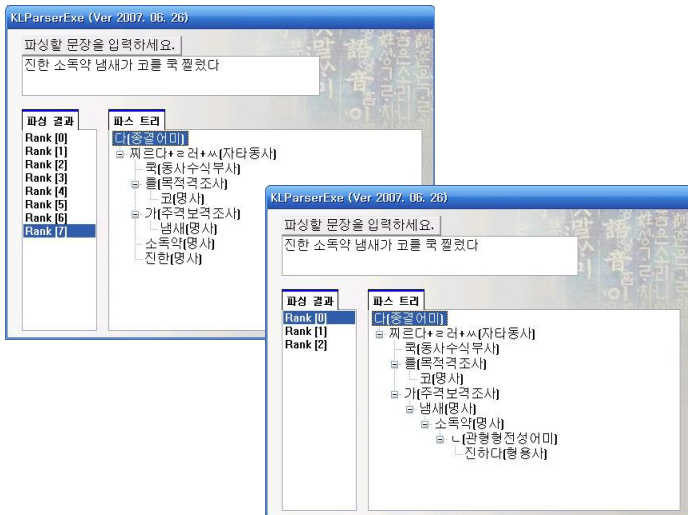 KLParserExe (Ver 2007. 06. 26)
파싱할 문장을 입력하세요.
진한 소독약 냄새가 코를 쿡 찔렀다
파싱 결과
파스 트리
Rank [0]
Rank [1]
Rank [2]
Rank [3]
Rank [4]
Rank [5]
Rank [6]
Rank [7]
다(종결어미)
찌르다+ㄹ러+ㅆ(자타동사)
쿡(동사수식부사)
를(목적격조사)
코(명사)
가(주격보격조사)
냄새(명사)
소독약(명사)
진한(명사)
KLParserExe (Ver 2007. 06. 26)
파싱할 문장을 입력하세요.
진한 소독약 냄새가 코를 쿡 찔렀다
파싱 결과
파스 트리
Rank [0]
Rank [1]
Rank [2]
다(종결어미)
찌르다+ㄹ러+ㅆ(자타동사)
쿡(동사수식부사)
를(목적격조사)
코(명사)
가(주격보격조사)
냄새(명사)
소독약(명사)
ㄴ(관형형전성어미)
진하다(형용사)